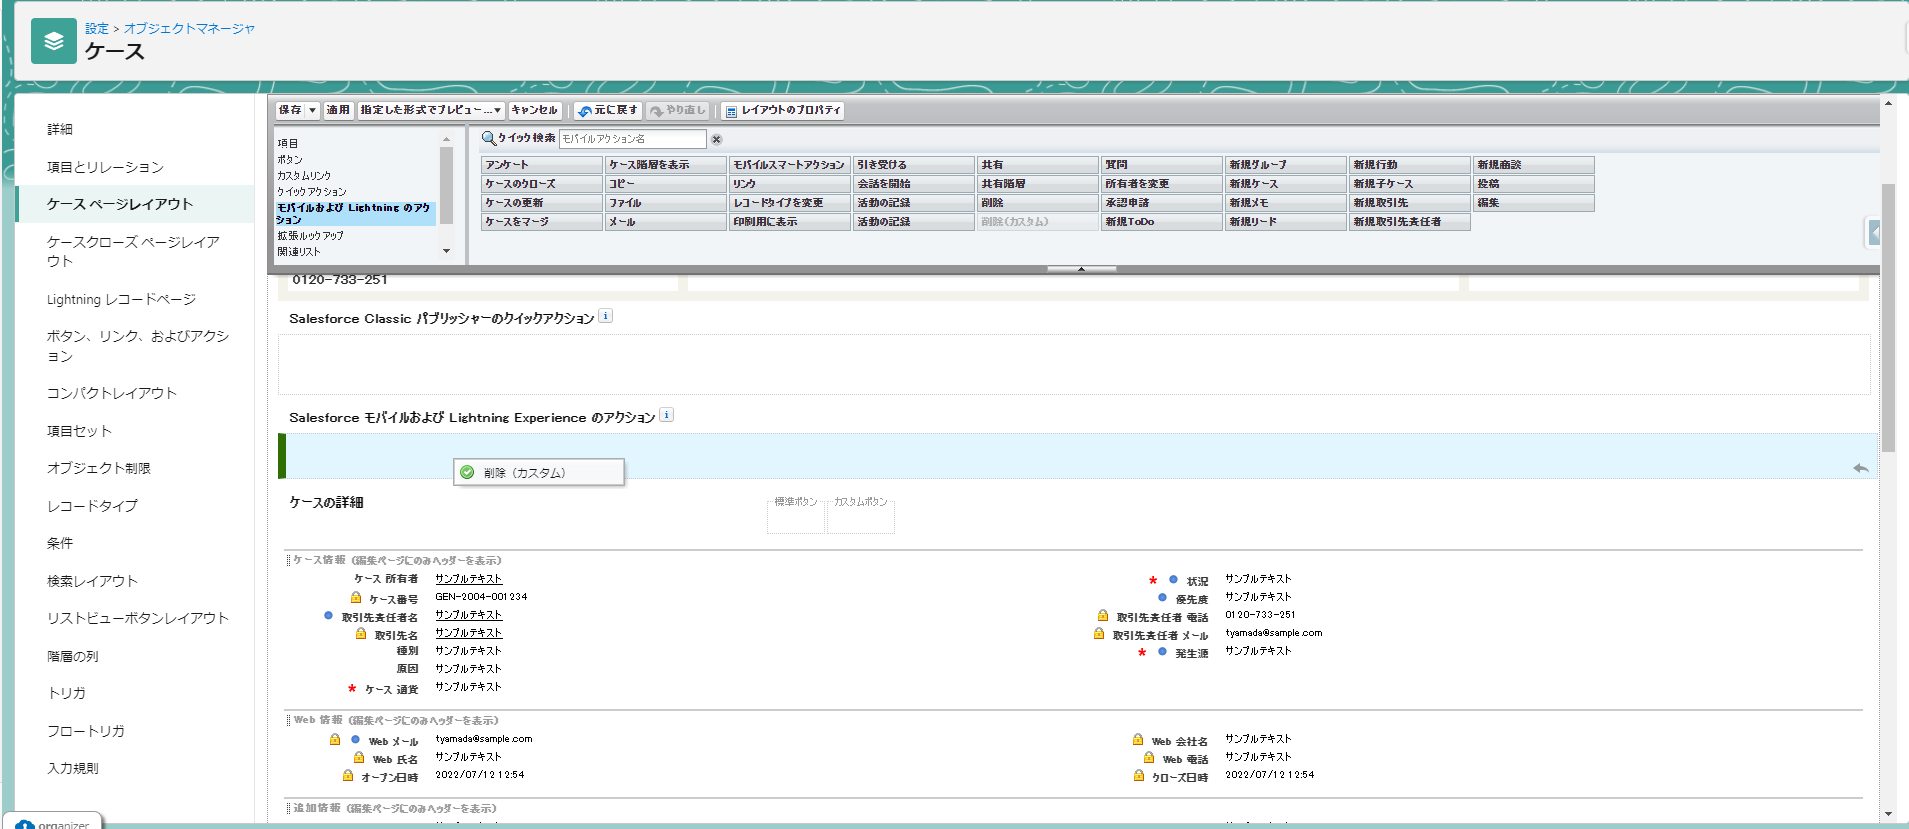 設定 > オブジェクトマネージャ
ケース
詳細
項目とリレーション
ケース ページレイアウト
ケースクローズ ページレイア
ウト
Lightning レコードページ
ボタン、リンク、およびアクシ
ョン
コンパクトレイアウト
項目セット
オブジェクト制限
レコードタイプ
条件
検索レイアウト
リストビューボタンレイアウト
階層の列
トリガ
フロートリガ
入力規則
organizer
保存 適用 指定した形式でプレビュー... キャンセル 元に戻す やり直し レイアウトのプロパティ
項目
ボタン
カスタムリンク
クイックアクション
モバイルおよび Lightning のアク
ション
拡張ルックアップ
関連リスト
クイック検索 モバイルアクション名
アンケート ケース階層を表示 モバイルスマートアクション 引き受ける 共有 質問 新規グループ 新規行動 新規商談
ケースのクローズ コピー リンク 会話を開始 共有階層 所有者を変更 新規ケース 新規子ケース 投稿
ケースの更新 ファイル レコードタイプを変更 活動の記録 削除 承認申請 新規メモ 新規取引先 編集
ケースをマージ メール 印刷用に表示 活動の記録 削除(カスタム) 新規ToDo 新規リード 新規取引先責任者
0120-733-251
Salesforce Classic パブリッシャーのクイックアクション i
Salesforce モバイルおよび Lightning Experience のアクション i
削除（カスタム）
ケースの詳細 標準ボタン カスタムボタン
ケース情報 (編集ページにのみヘッダーを表示)
ケース 所有者 サンプルテキスト * 状況 サンプルテキスト
ケース番号 GEN-2004-001234 優先度 サンプルテキスト
取引先責任者名 サンプルテキスト 取引先責任者 電話 0120-733-251
取引先名 サンプルテキスト 取引先責任者 メール tyamada@sample.com
種別 サンプルテキスト * 発生源 サンプルテキスト
原因 サンプルテキスト
* ケース 通貨 サンプルテキスト
Web 情報 (編集ページにのみヘッダーを表示)
Web メール tyamada@sample.com Web 会社名 サンプルテキスト
Web 氏名 サンプルテキスト Web 電話 サンプルテキスト
オープン日時 2022/07/12 12:54 クローズ日時 2022/07/12 12:54
追加情報 (編集ページにのみヘッダーを表示)